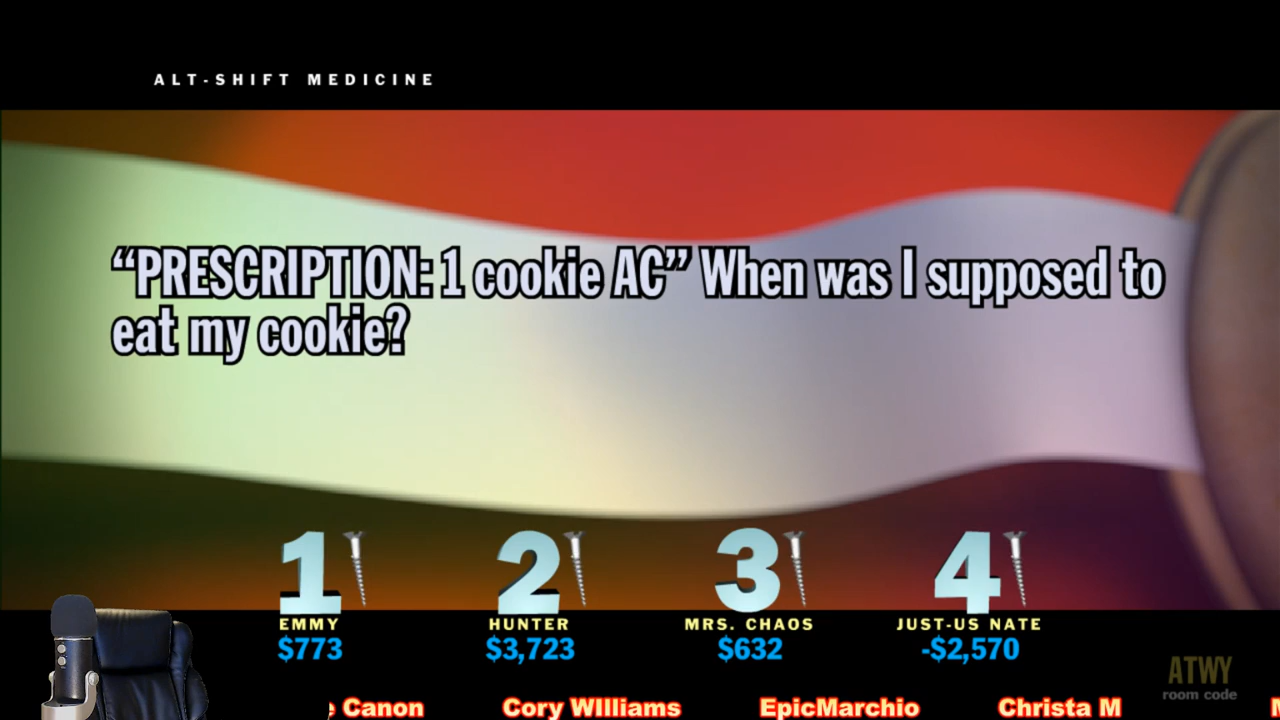 ALT-SHIFT MEDICINE
“PRESCRIPTION: 1 cookie AC” When was I supposed to
eat my cookie?
1 2 3 4
EMMY HUNTER MRS. CHAOS JUST-US NATE
$773 $3,723 $632 -$2,570
ATWY
room code
Canon Cory WIlliams EpicMarchio Christa M